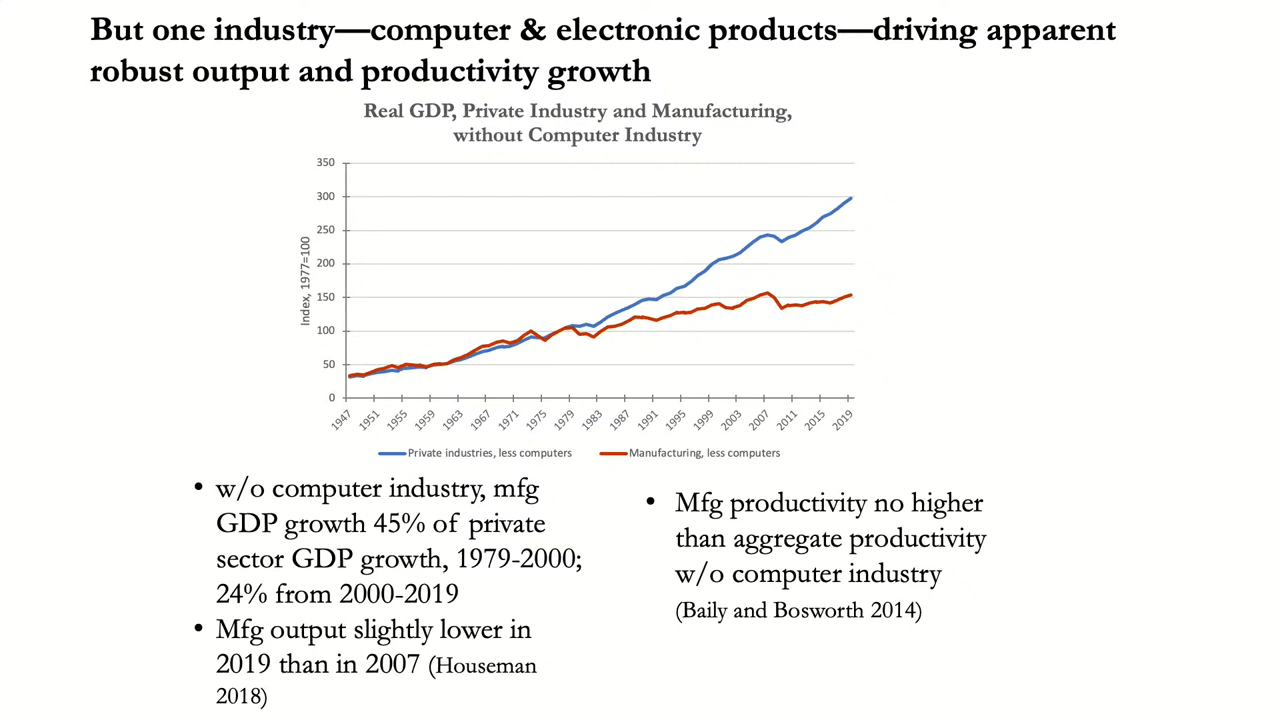 But one industry—computer & electronic products—driving apparent
robust output and productivity growth
Real GDP, Private Industry and Manufacturing,
without Computer Industry
Index, 1977=100
350
300
250
200
150
100
50
0
1947
1951
1955
1959
1963
1967
1971
1975
1979
1983
1987
1991
1995
1999
2003
2007
2011
2015
2019
Private industries, less computers
Manufacturing, less computers
• w/o computer industry, mfg
GDP growth 45% of private
sector GDP growth, 1979-2000;
24% from 2000-2019
• Mfg output slightly lower in
2019 than in 2007 (Houseman
2018)
• Mfg productivity no higher
than aggregate productivity
w/o computer industry
(Baily and Bosworth 2014)